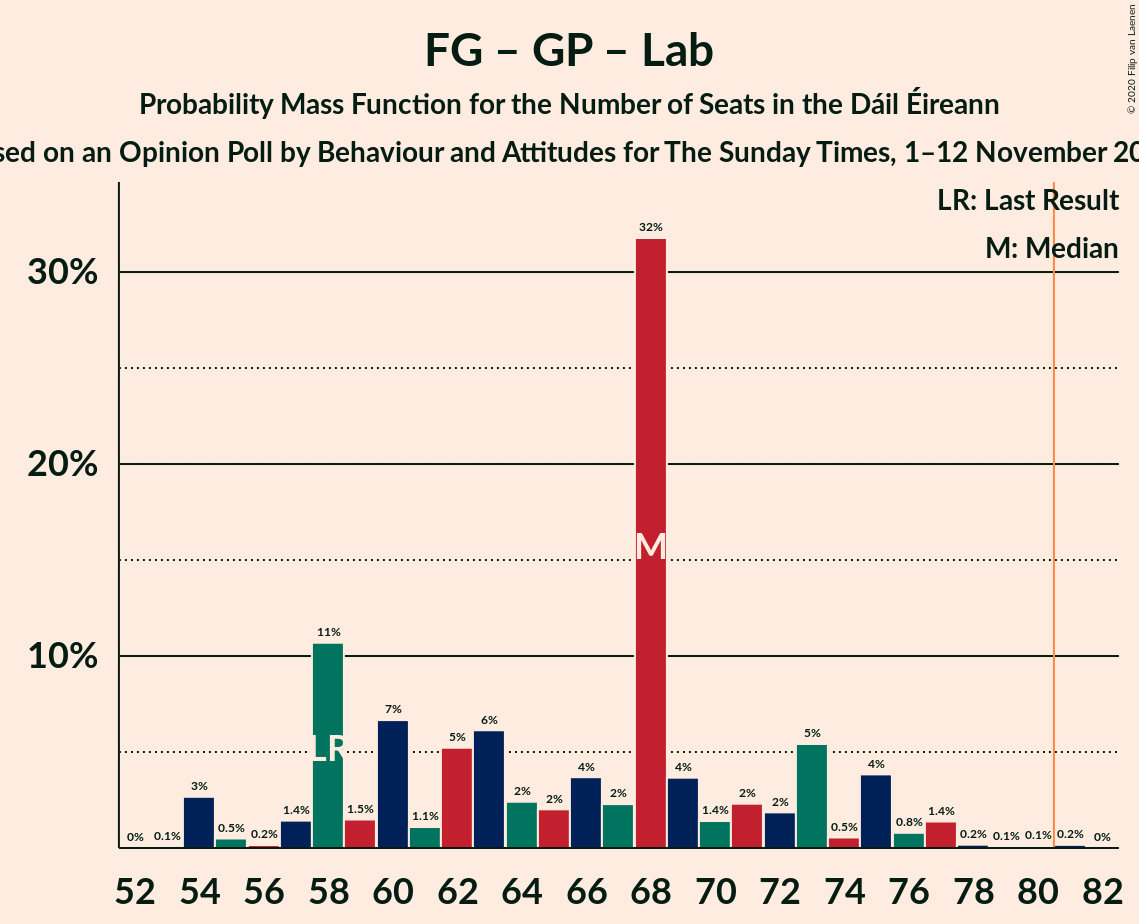 FG – GP – Lab
Probability Mass Function for the Number of Seats in the Dáil Éireann
sed on an Opinion Poll by Behaviour and Attitudes for The Sunday Times, 1–12 November 20
© 2020 Filip van Laenen
LR: Last Result
M: Median
30%
20%
10%
0% 0.1% 3% 0.5% 0.2% 1.4% 11% 1.5% 7% 1.1% 5% 6% 2% 2% 4% 2% 32% 4% 1.4% 2% 2% 5% 0.5% 4% 0.8% 1.4% 0.2% 0.1% 0.1% 0.2% 0%
LR M
52 54 56 58 60 62 64 66 68 70 72 74 76 78 80 82